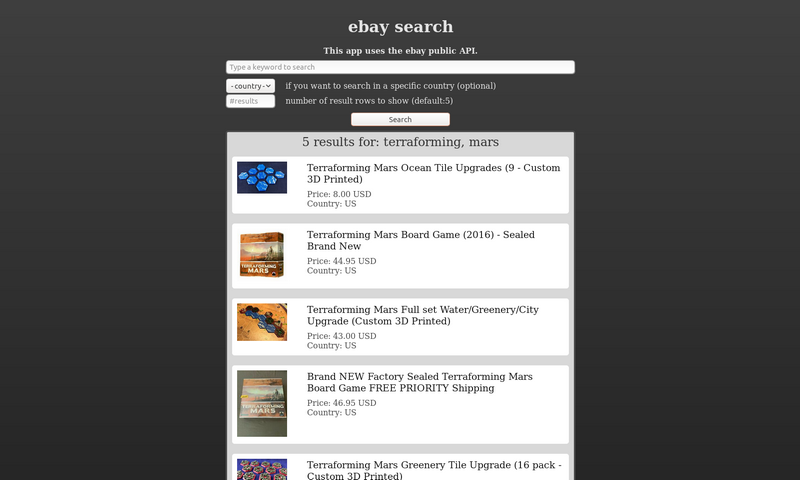 ebay search
This app uses the ebay public API.
Type a keyword to search
- country -
if you want to search in a specific country (optional)
#results
number of result rows to show (default:5)
Search
5 results for: terraforming, mars
Terraforming Mars Ocean Tile Upgrades (9 - Custom
3D Printed)
Price: 8.00 USD
Country: US
Terraforming Mars Board Game (2016) - Sealed
Brand New
Price: 44.95 USD
Country: US
TERRAFORMING
MARS
Terraforming Mars Full set Water/Greenery/City
Upgrade (Custom 3D Printed)
Price: 43.00 USD
Country: US
Brand NEW Factory Sealed Terraforming Mars
Board Game FREE PRIORITY Shipping
Price: 46.95 USD
Country: US
TERRAFORMING
MARS
Terraforming Mars Greenery Tile Upgrade (16 pack -
Custom 3D Printed)